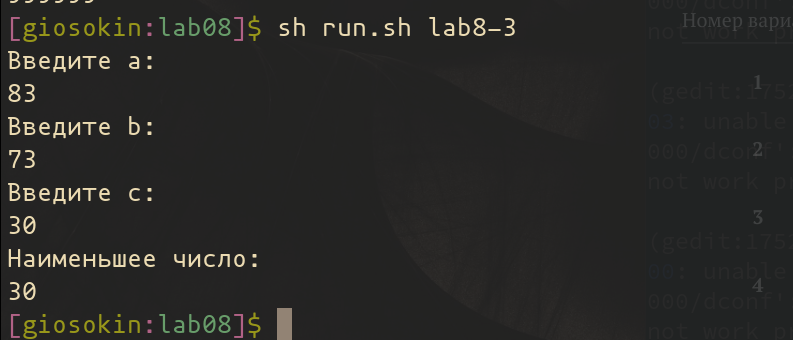 [giosokin:lab08]$ sh run.sh lab8-3
Введите a:
83
Введите b:
73
Введите c:
30
Наименьшее число:
30
[giosokin:lab08]$
Номер вари
1
2
3
4
000/
not work p
(gedit:175
unable
000/dconf'
not work p
(gedit:175
unable
000/dconf'
not work p